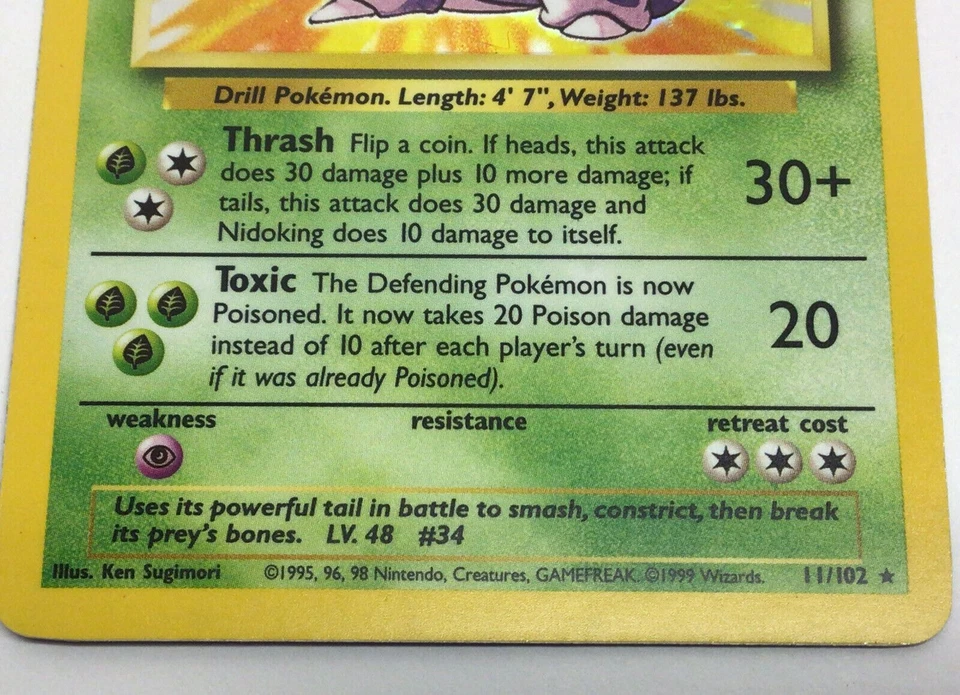 Drill Pokémon. Length: 4' 7", Weight: 137 lbs.
Thrash Flip a coin. If heads, this attack
does 30 damage plus 10 more damage; if
tails, this attack does 30 damage and
Nidoking does 10 damage to itself.
30+
Toxic The Defending Pokémon is now
Poisoned. It now takes 20 Poison damage
instead of 10 after each player's turn (even
if it was already Poisoned).
20
weakness resistance retreat cost
Uses its powerful tail in battle to smash, constrict, then break
its prey's bones. LV. 48 #34
Illus. Ken Sugimori ©1995, 96, 98 Nintendo, Creatures, GAMEFREAK. ©1999 Wizards. 11/102 ★